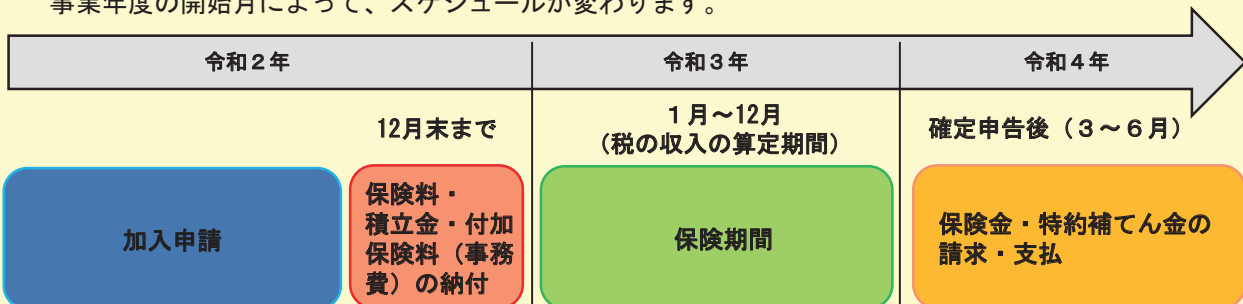 事業年度の開始月によって、スケジュールが変わります。
令和２年
令和３年
令和４年
12月末まで
１月～12月
（税の収入の算定期間）
確定申告後（３～６月）
加入申請
保険料・
積立金・付加
保険料（事務
費）の納付
保険期間
保険金・特約補てん金の
請求・支払